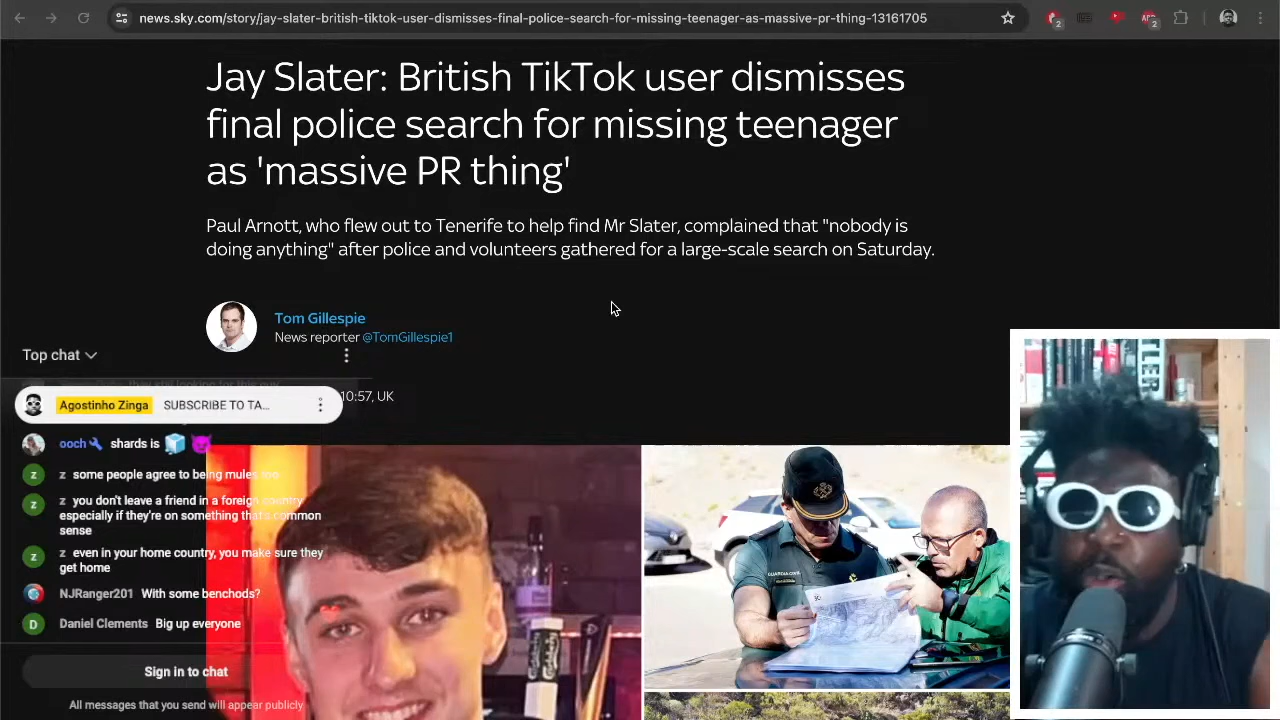 news.sky.com/story/jay-slater-british-tiktok-user-dismisses-final-police-search-for-missing-teenager-as-massive-pr-thing-13161705
2
2
Jay Slater: British TikTok user dismisses
final police search for missing teenager
as 'massive PR thing'
Paul Arnott, who flew out to Tenerife to help find Mr Slater, complained that "nobody is
doing anything" after police and volunteers gathered for a large-scale search on Saturday.
Tom Gillespie
News reporter @TomGillespie1
Top chat
10:57, UK
Agostinho Zinga SUBSCRIBE TO TA...
ooch shards is
z z some people agree to being mules too
z z you don't leave a friend in a foreign country
especially if they're on something that's common
sense
z z even in your home country, you make sure they
get home
NJRanger201 With some benchods?
D Daniel Clements Big up everyone
Sign in to chat
All messages that you send will appear publicly
GUARDIA CIVIL